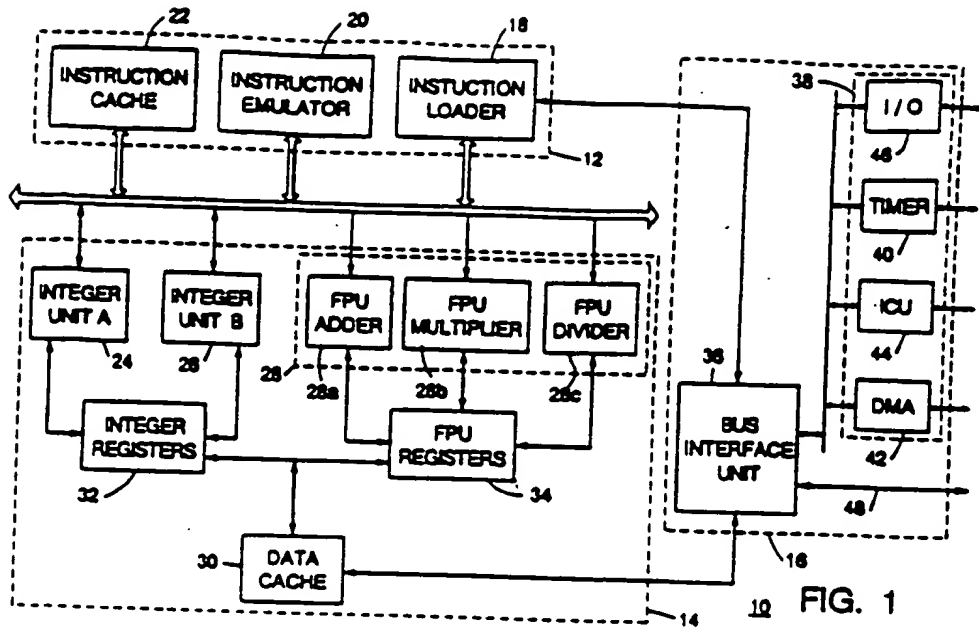 22
20
18
INSTRUCTION
CACHE
INSTRUCTION
EMULATOR
INSTUCTION
LOADER
12
38
I/O
46
TIMER
40
ICU
44
DMA
42
INTEGER
UNIT A
24
INTEGER
UNIT B
26
FPU
ADDER
28a
FPU
MULTIPLIER
28b
FPU
DIVIDER
28c
28
INTEGER
REGISTERS
32
FPU
REGISTERS
34
36
BUS
INTERFACE
UNIT
48
16
30
DATA
CACHE
14
10
FIG. 1